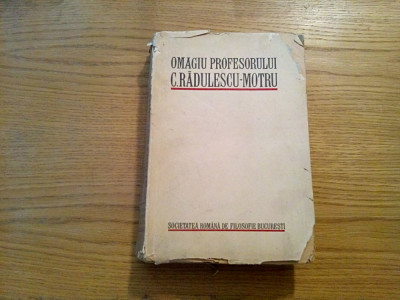 OMAGIU PROFESORULUI
C.RĂDULESCU-MOTRU
SOCIETATEA ROMÂNĂ DE FILOSOFIE BUCUREȘTI